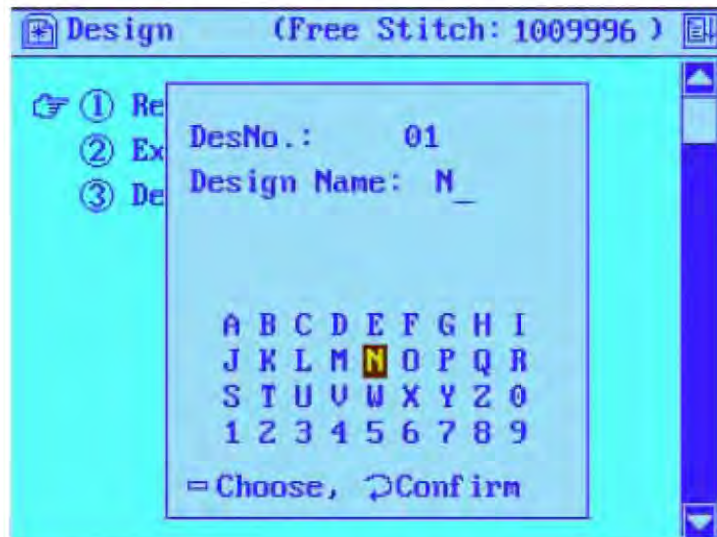 Design (Free Stitch: 1009996 )
① Re
② Ex
③ De
DesNo.: 01
Design Name: N_
A B C D E F G H I
J K L M N O P Q R
S T U V W X Y Z 0
1 2 3 4 5 6 7 8 9
Choose, Confirm